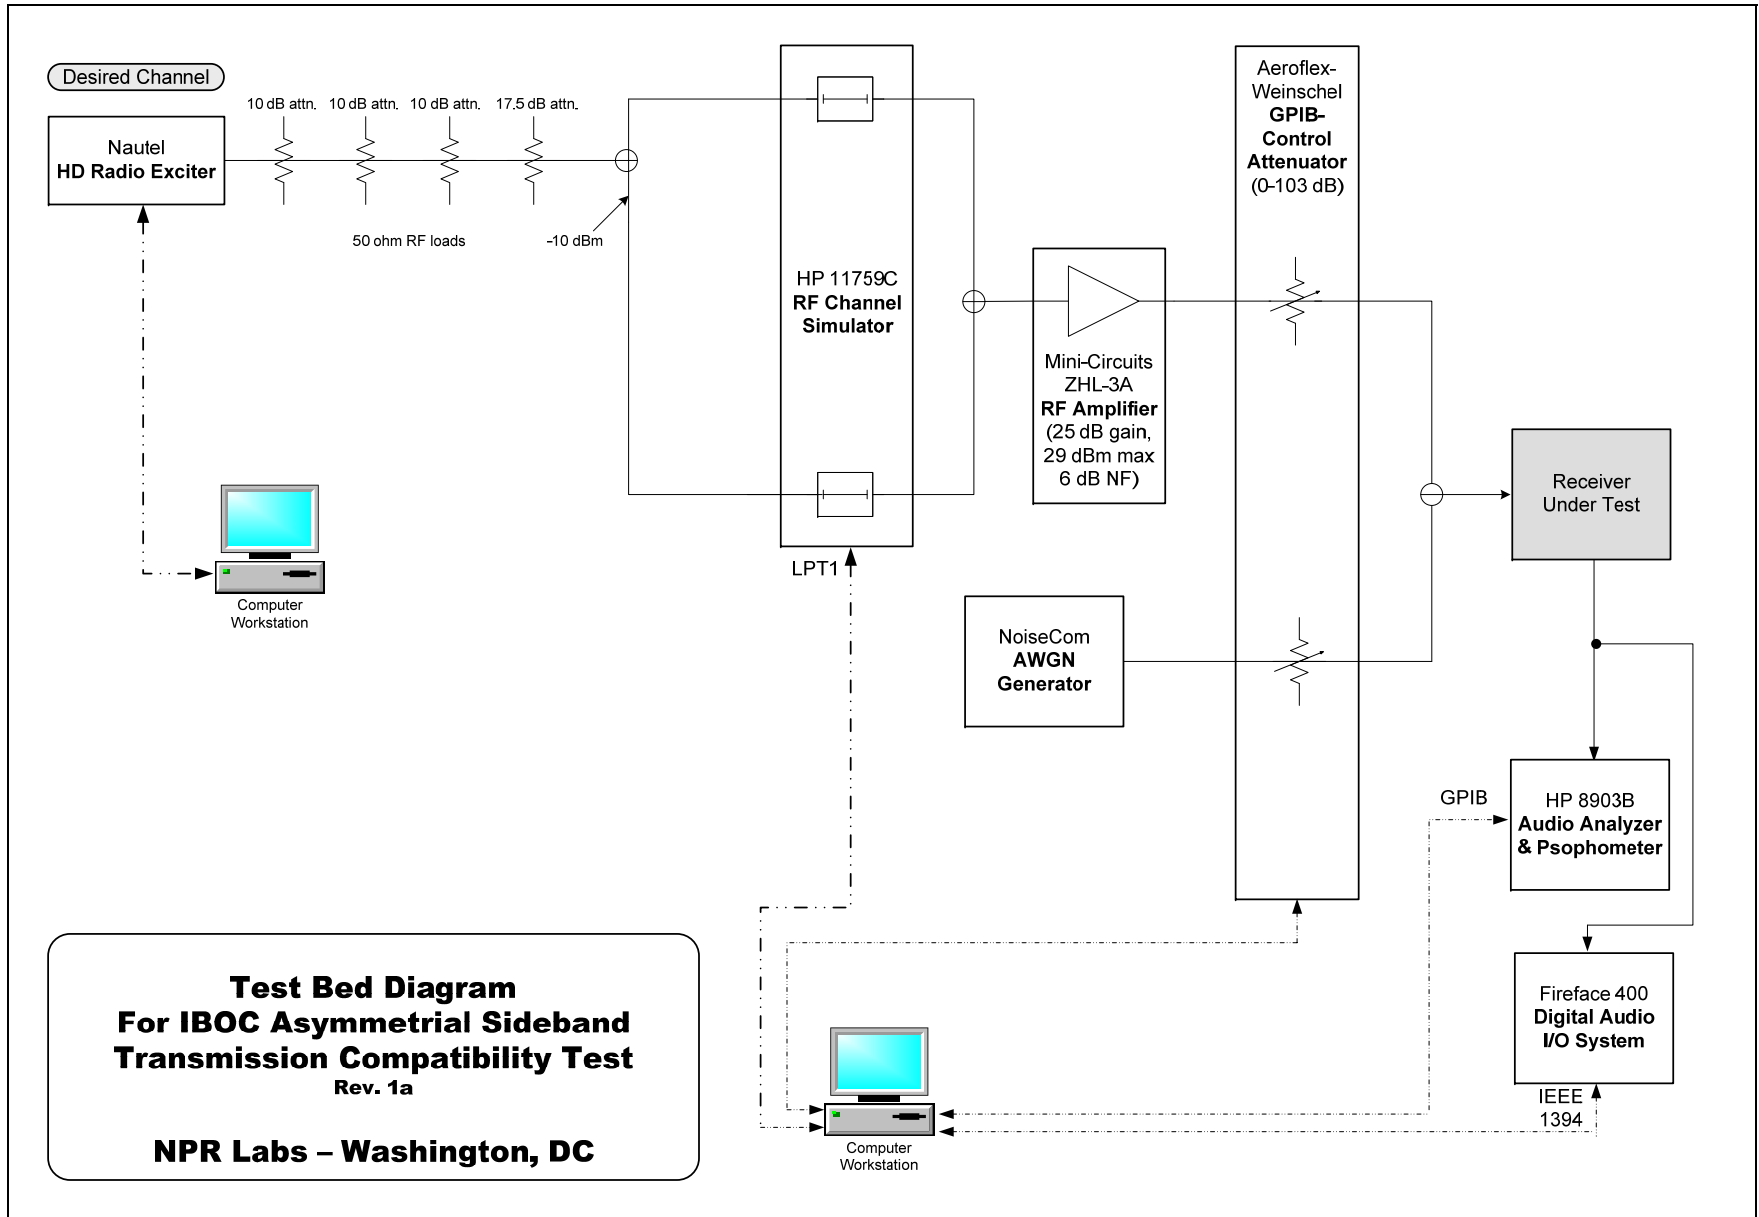 Desired Channel
Nautel
HD Radio Exciter
10 dB attn.
10 dB attn.
10 dB attn.
17.5 dB attn.
50 ohm RF loads
-10 dBm
Computer
Workstation
HP 11759C
RF Channel
Simulator
LPT1
Mini-Circuits
ZHL-3A
RF Amplifier
(25 dB gain,
29 dBm max
6 dB NF)
Aeroflex-
Weinschel
GPIB-
Control
Attenuator
(0-103 dB)
NoiseCom
AWGN
Generator
Receiver
Under Test
GPIB
HP 8903B
Audio Analyzer
& Psophometer
Fireface 400
Digital Audio
I/O System
IEEE
1394
Computer
Workstation
Test Bed Diagram
For IBOC Asymmetrial Sideband
Transmission Compatibility Test
Rev. 1a
NPR Labs – Washington, DC